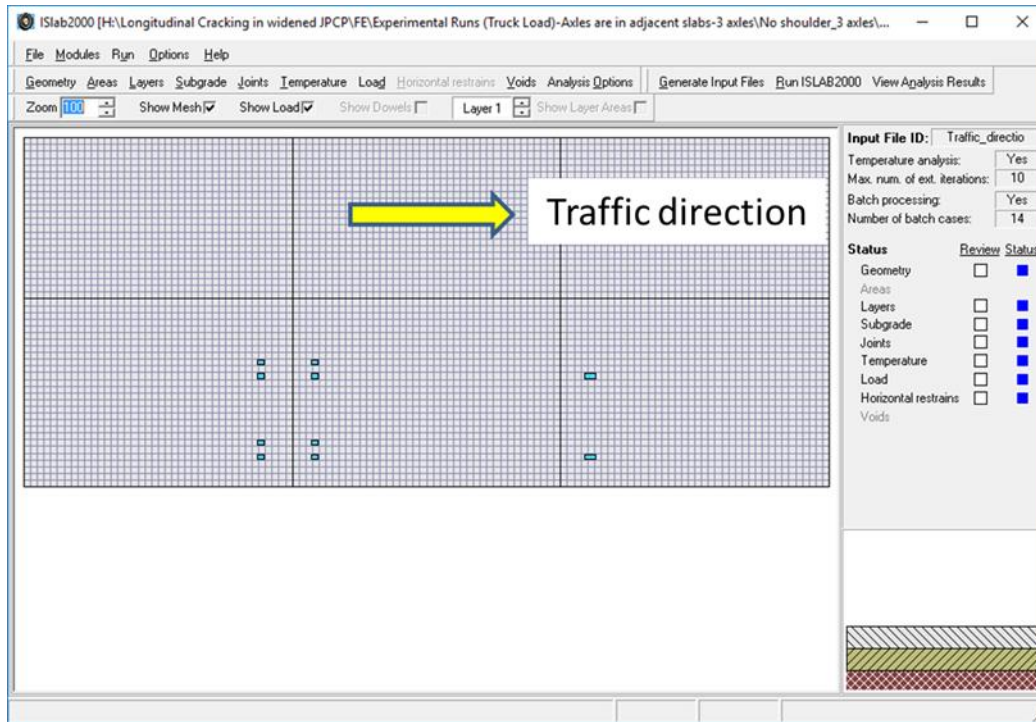 ISlab2000 [H:\Longitudinal Cracking in widened JPCP\FE\Experimental Runs (Truck Load)-Axles are in adjacent slabs-3 axles\No shoulder_3 axles\...
File Modules Run Options Help
Geometry Areas Layers Subgrade Joints Temperature Load Horizontal restrains Voids Analysis Options Generate Input Files Run ISLAB2000 View Analysis Results
Zoom 100 Show Mesh Show Load Show Dowels Layer 1 Show Layer Areas
Traffic direction
Input File ID: Traffic_directio
Temperature analysis: Yes
Max. num. of ext. iterations: 10
Batch processing: Yes
Number of batch cases: 14
Status Review Status
Geometry
Areas
Layers
Subgrade
Joints
Temperature
Load
Horizontal restrains
Voids